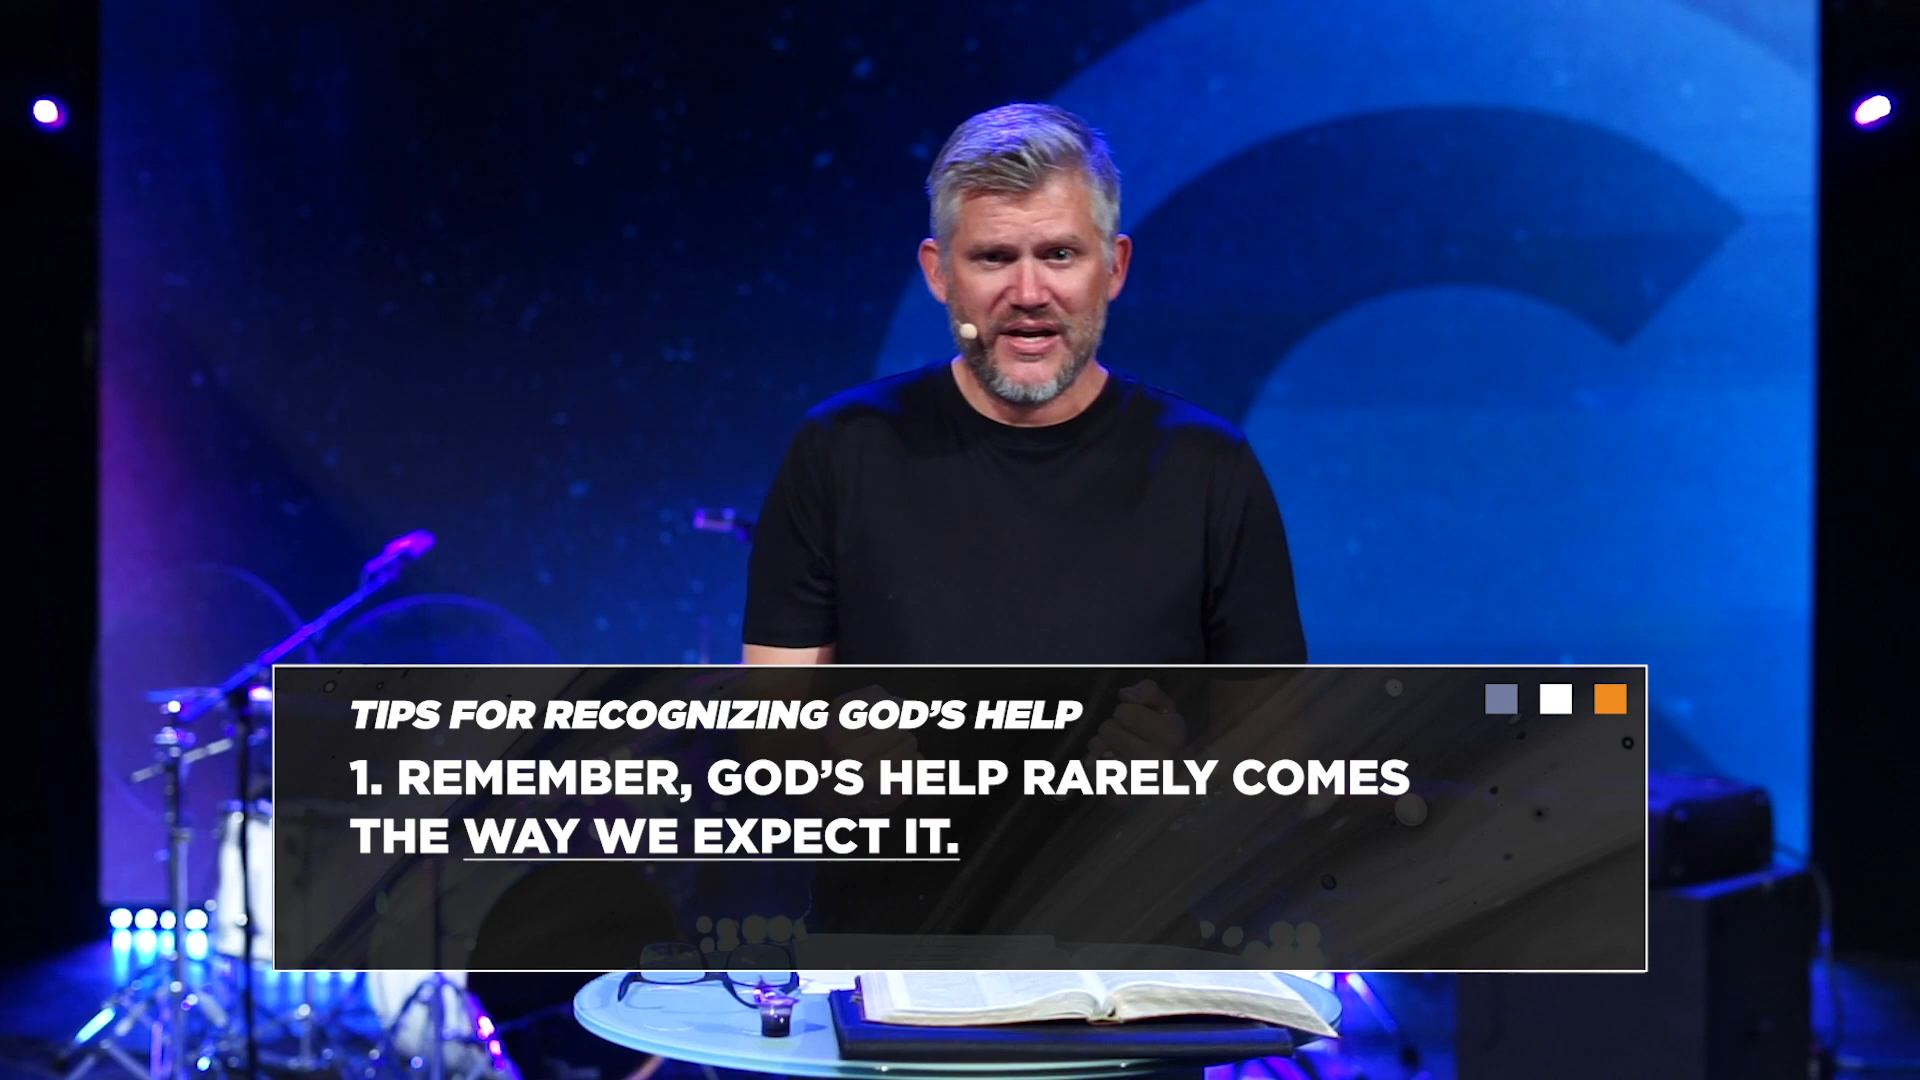 TIPS FOR RECOGNIZING GOD'S HELP
1. REMEMBER, GOD'S HELP RARELY COMES
THE WAY WE EXPECT IT.